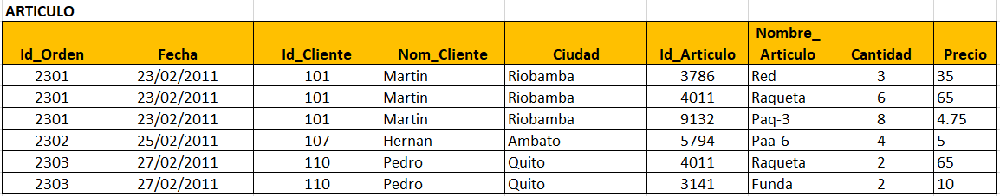 ARTICULO
Id_Orden Fecha Id_Cliente Nom_Cliente Ciudad Id_Articulo Nombre_ Articulo Cantidad Precio
2301 23/02/2011 101 Martin Riobamba 3786 Red 3 35
2301 23/02/2011 101 Martin Riobamba 4011 Raqueta 6 65
2301 23/02/2011 101 Martin Riobamba 9132 Paq-3 8 4.75
2302 25/02/2011 107 Hernan Ambato 5794 Paa-6 4 5
2303 27/02/2011 110 Pedro Quito 4011 Raqueta 2 65
2303 27/02/2011 110 Pedro Quito 3141 Funda 2 10